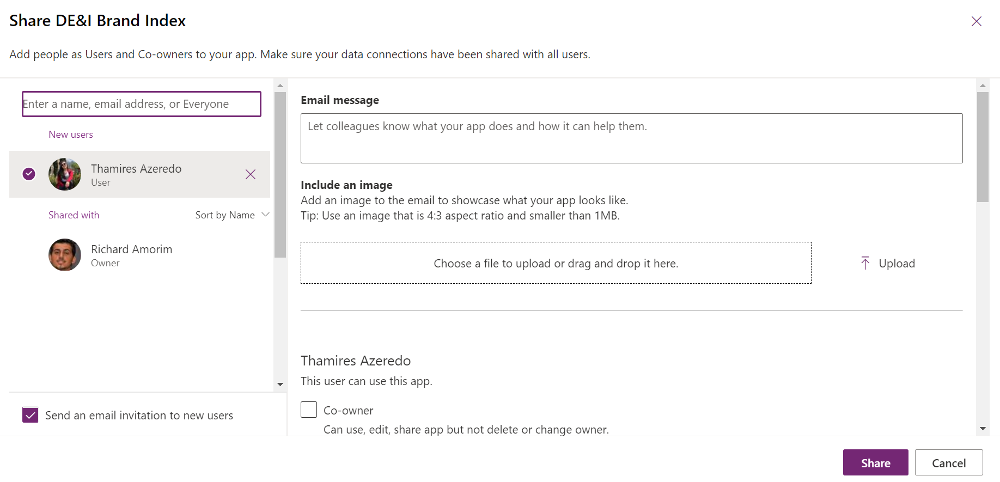 Share DE&I Brand Index
Add people as Users and Co-owners to your app. Make sure your data connections have been shared with all users.
Enter a name, email address, or Everyone
New users
Thamires Azeredo
User
Shared with
Sort by Name
Richard Amorim
Owner
Send an email invitation to new users
Email message
Let colleagues know what your app does and how it can help them.
Include an image
Add an image to the email to showcase what your app looks like.
Tip: Use an image that is 4:3 aspect ratio and smaller than 1MB.
Choose a file to upload or drag and drop it here.
Upload
Thamires Azeredo
This user can use this app.
Co-owner
Can use, edit, share app but not delete or change owner.
Share
Cancel